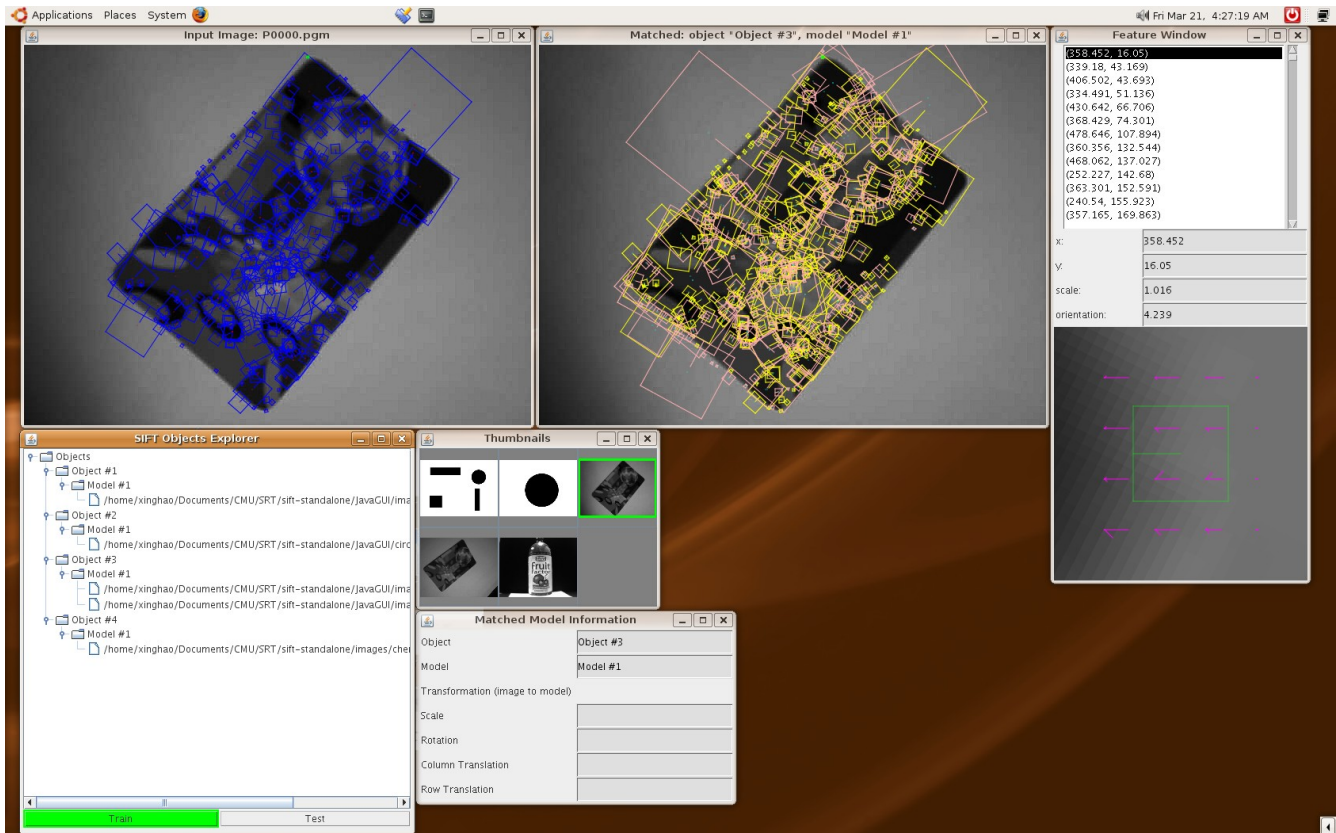 Applications Places System
Fri Mar 21, 4:27:19 AM
Input Image: P0000.pgm
Matched: object "Object #3", model "Model #1"
Feature Window
(358.452, 16.05)
(339.18, 43.169)
(406.502, 43.693)
(334.491, 51.136)
(430.642, 66.706)
(368.429, 74.301)
(478.646, 107.894)
(360.356, 132.544)
(468.062, 137.027)
(252.227, 142.68)
(363.301, 152.591)
(240.54, 155.923)
(357.165, 169.863)
x: 358.452
y: 16.05
scale: 1.016
orientation: 4.239
SIFT Objects Explorer
Objects
Object #1
Model #1
/home/xinghao/Documents/CMU/SRT/sift-standalone/JavaGUI/ima
Object #2
Model #1
/home/xinghao/Documents/CMU/SRT/sift-standalone/JavaGUI/circ
Object #3
Model #1
/home/xinghao/Documents/CMU/SRT/sift-standalone/JavaGUI/ima
/home/xinghao/Documents/CMU/SRT/sift-standalone/JavaGUI/ima
Object #4
Model #1
/home/xinghao/Documents/CMU/SRT/sift-standalone/images/che
Train Test
Thumbnails
fruit
Matched Model Information
Object Object #3
Model Model #1
Transformation (image to model)
Scale
Rotation
Column Translation
Row Translation